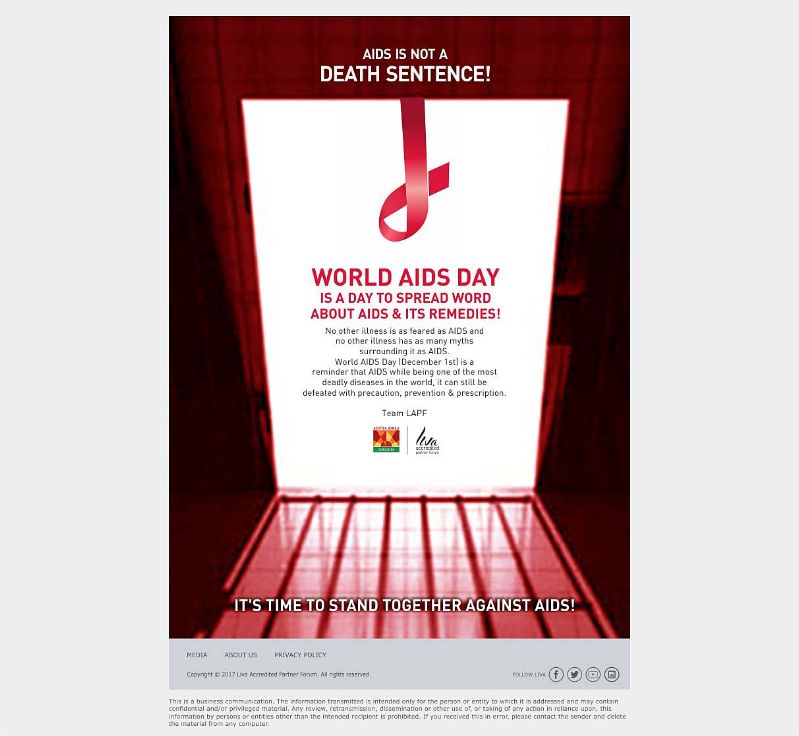 AIDS IS NOT A
DEATH SENTENCE!
WORLD AIDS DAY
IS A DAY TO SPREAD WORD
ABOUT AIDS & ITS REMEDIES!
No other illness is as feared as AIDS and
no other illness has as many myths
surrounding it as AIDS.
World AIDS Day (December 1st) is a
reminder that AIDS while being one of the most
deadly diseases in the world, it can still be
defeated with precaution, prevention & prescription.
Team LAPF
ADITYA BIRLA
GRASIM
Liva
accredited
partner forum
IT'S TIME TO STAND TOGETHER AGAINST AIDS!
MEDIA ABOUT US PRIVACY POLICY
Copyright © 2017 Liva Accredited Partner Forum. All rights reserved.
FOLLOW LIVA
This is a business communication. The information transmitted is intended only for the person or entity to which it is addressed and may contain
confidential and/or privileged material. Any review, retransmission, dissemination or other use of, or taking of any action in reliance upon, this
information by persons or entities other than the intended recipient is prohibited. If you received this in error, please contact the sender and delete
the material from any computer.